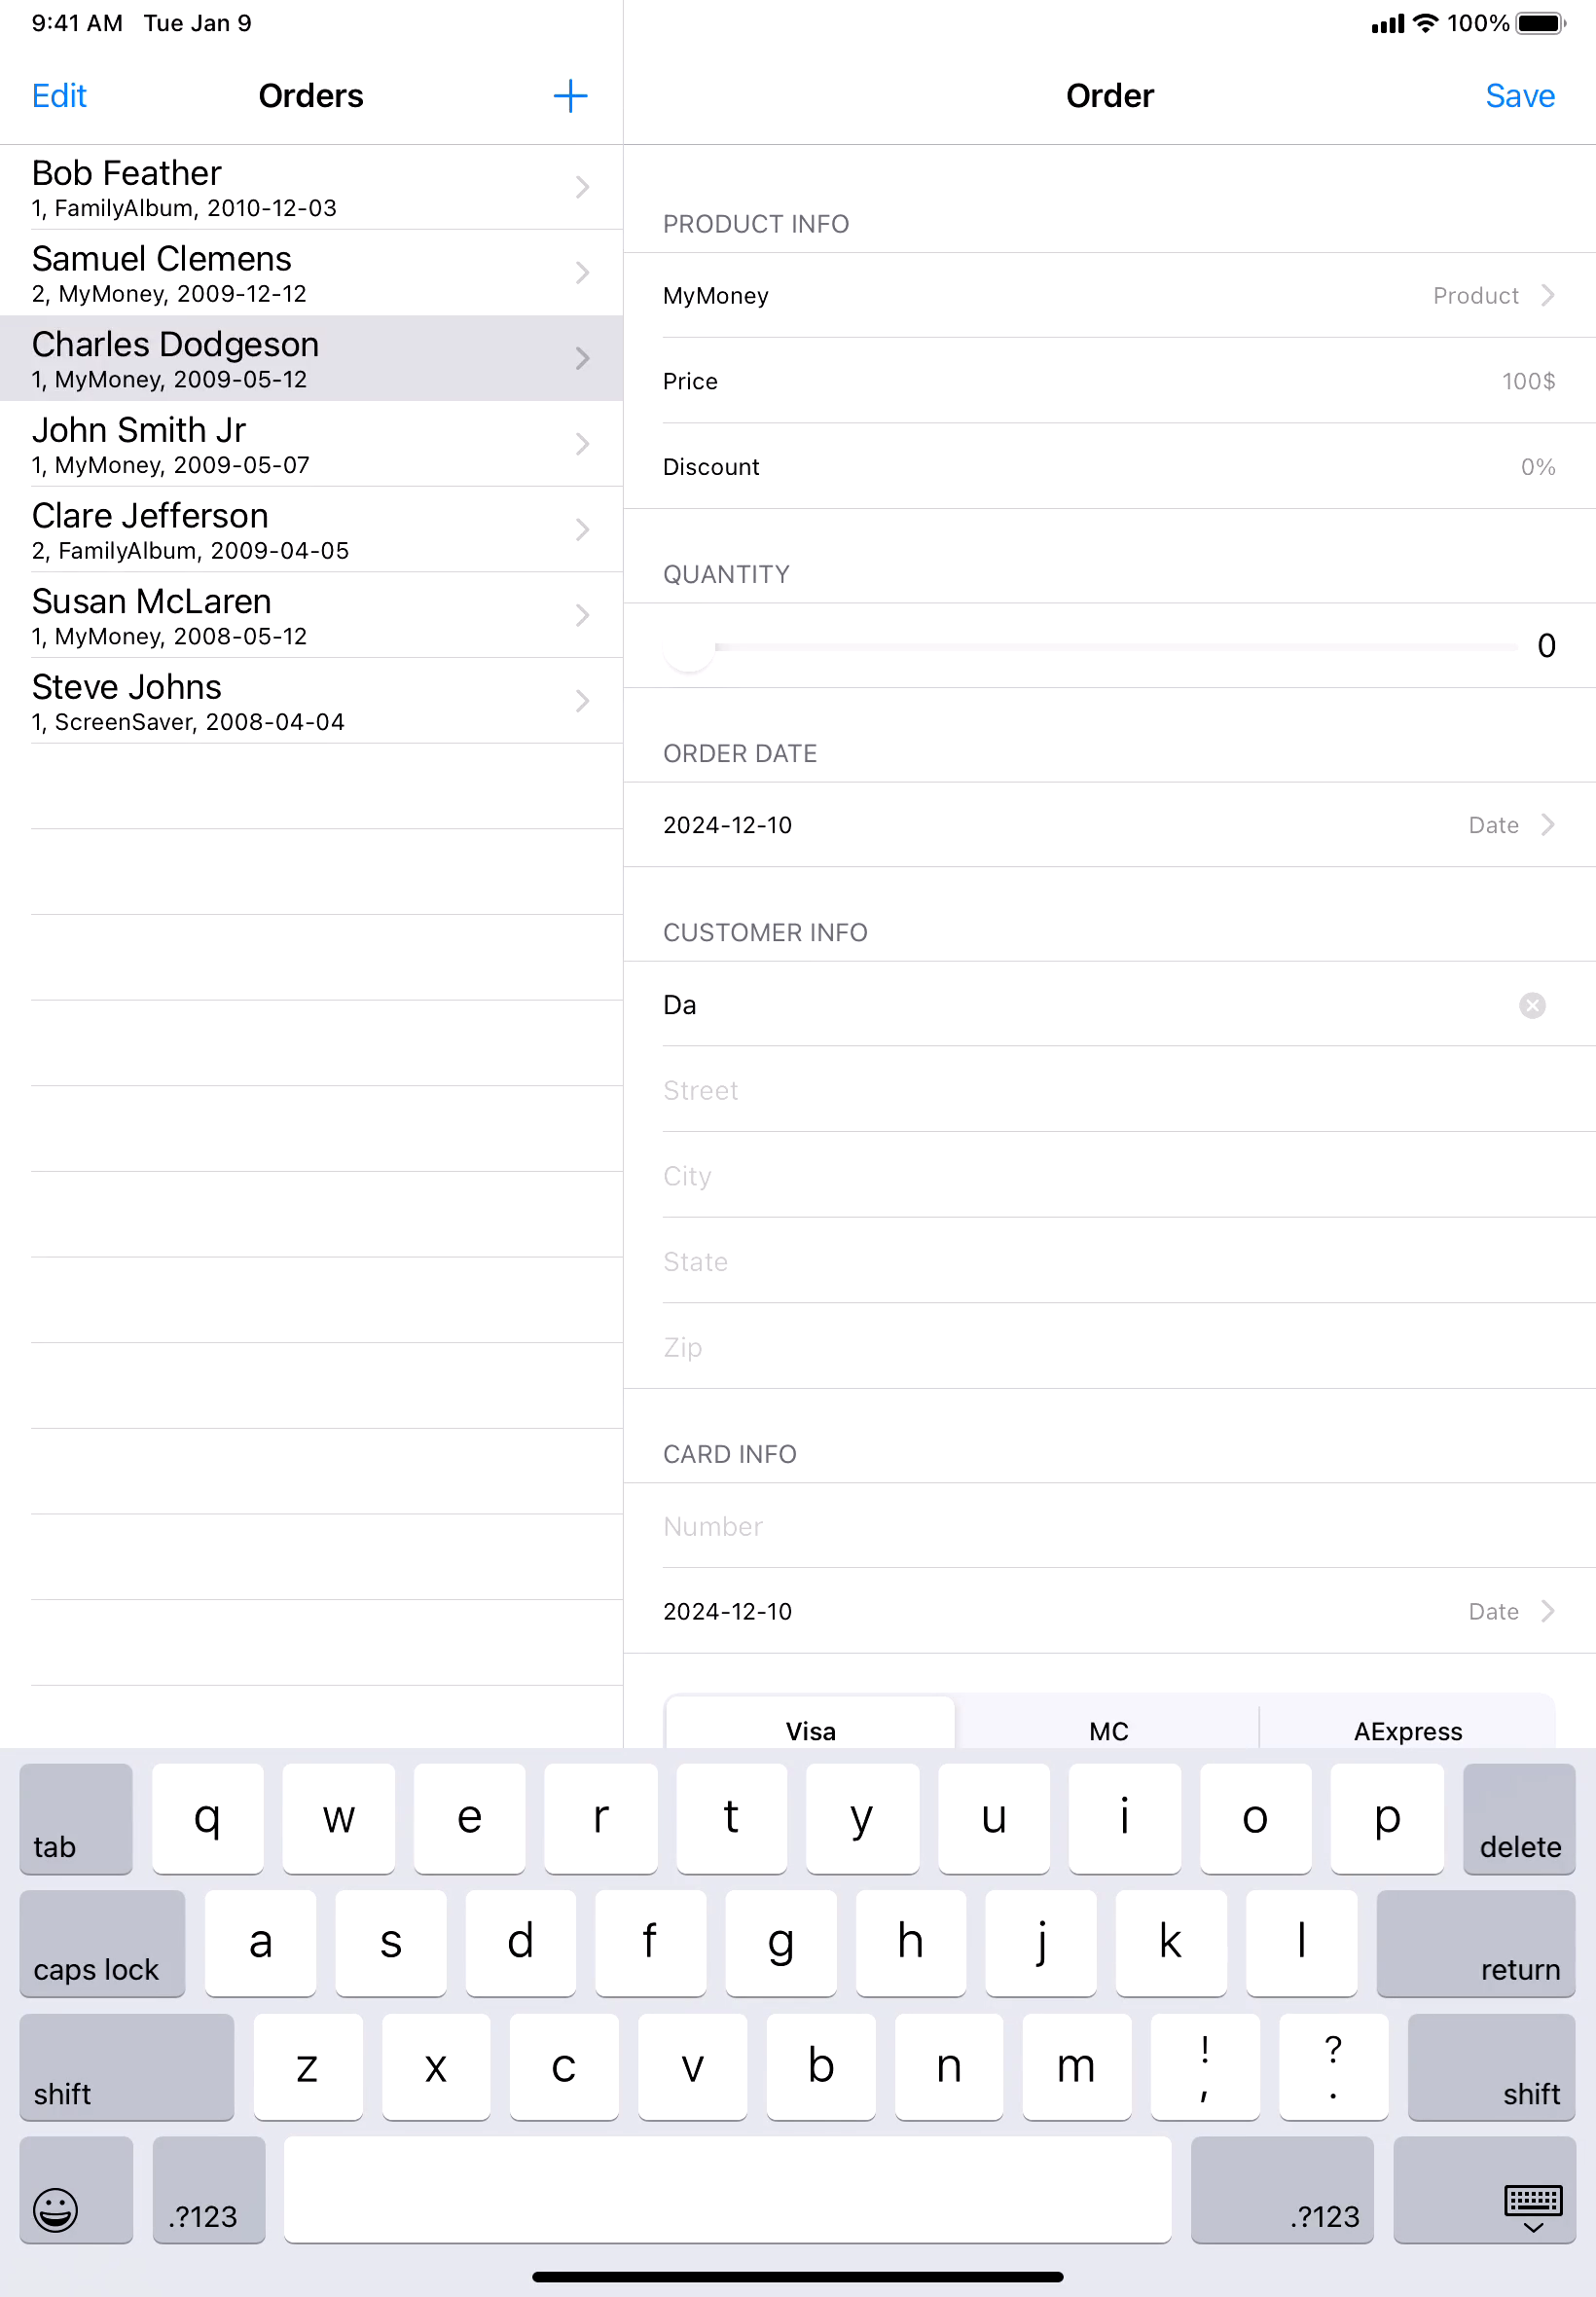 9:41 AM Tue Jan 9
100%
Edit
Orders
Bob Feather
1, FamilyAlbum, 2010-12-03
Samuel Clemens
2, MyMoney, 2009-12-12
Charles Dodgeson
1, MyMoney, 2009-05-12
John Smith Jr
1, MyMoney, 2009-05-07
Clare Jefferson
2, FamilyAlbum, 2009-04-05
Susan McLaren
1, MyMoney, 2008-05-12
Steve Johns
1, ScreenSaver, 2008-04-04
Order
Save
PRODUCT INFO
MyMoney Product
Price 100$
Discount 0%
QUANTITY
0
ORDER DATE
2024-12-10 Date
CUSTOMER INFO
Da
Street
City
State
Zip
CARD INFO
Number
2024-12-10 Date
Visa MC AExpress
tab q w e r t y u i o p delete
caps lock a s d f g h j k l return
shift z x c v b n m ! , ? . shift
.?123 .?123